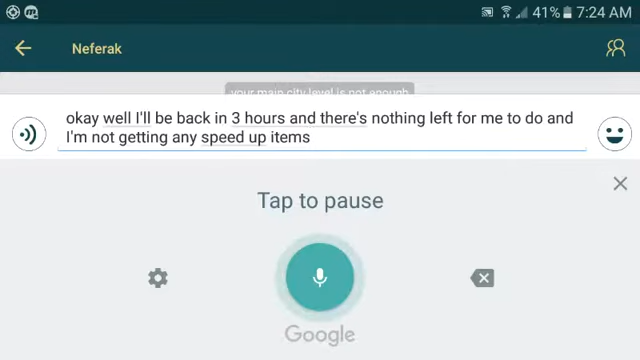 41% 7:24 AM
Neferak
your main city level is not enough
okay well I'll be back in 3 hours and there's nothing left for me to do and
I'm not getting any speed up items
Tap to pause
Google